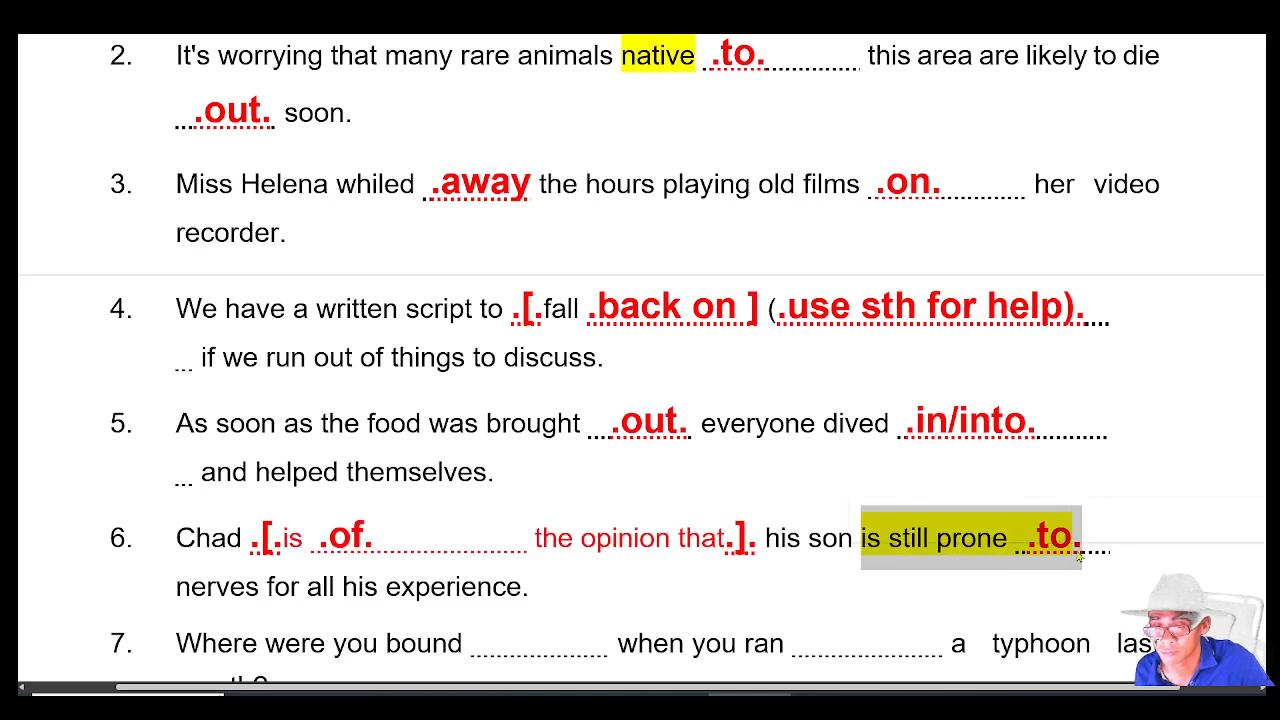 2. It's worrying that many rare animals native .to. this area are likely to die
.out. soon.
3. Miss Helena whiled .away the hours playing old films .on. her video
recorder.
4. We have a written script to .[.fall .back on ] (.use sth for help).
if we run out of things to discuss.
5. As soon as the food was brought .out. everyone dived .in/into.
and helped themselves.
6. Chad .[.is .of. the opinion that.]. his son is still prone .to.
nerves for all his experience.
7. Where were you bound ............ when you ran ............ a typhoon